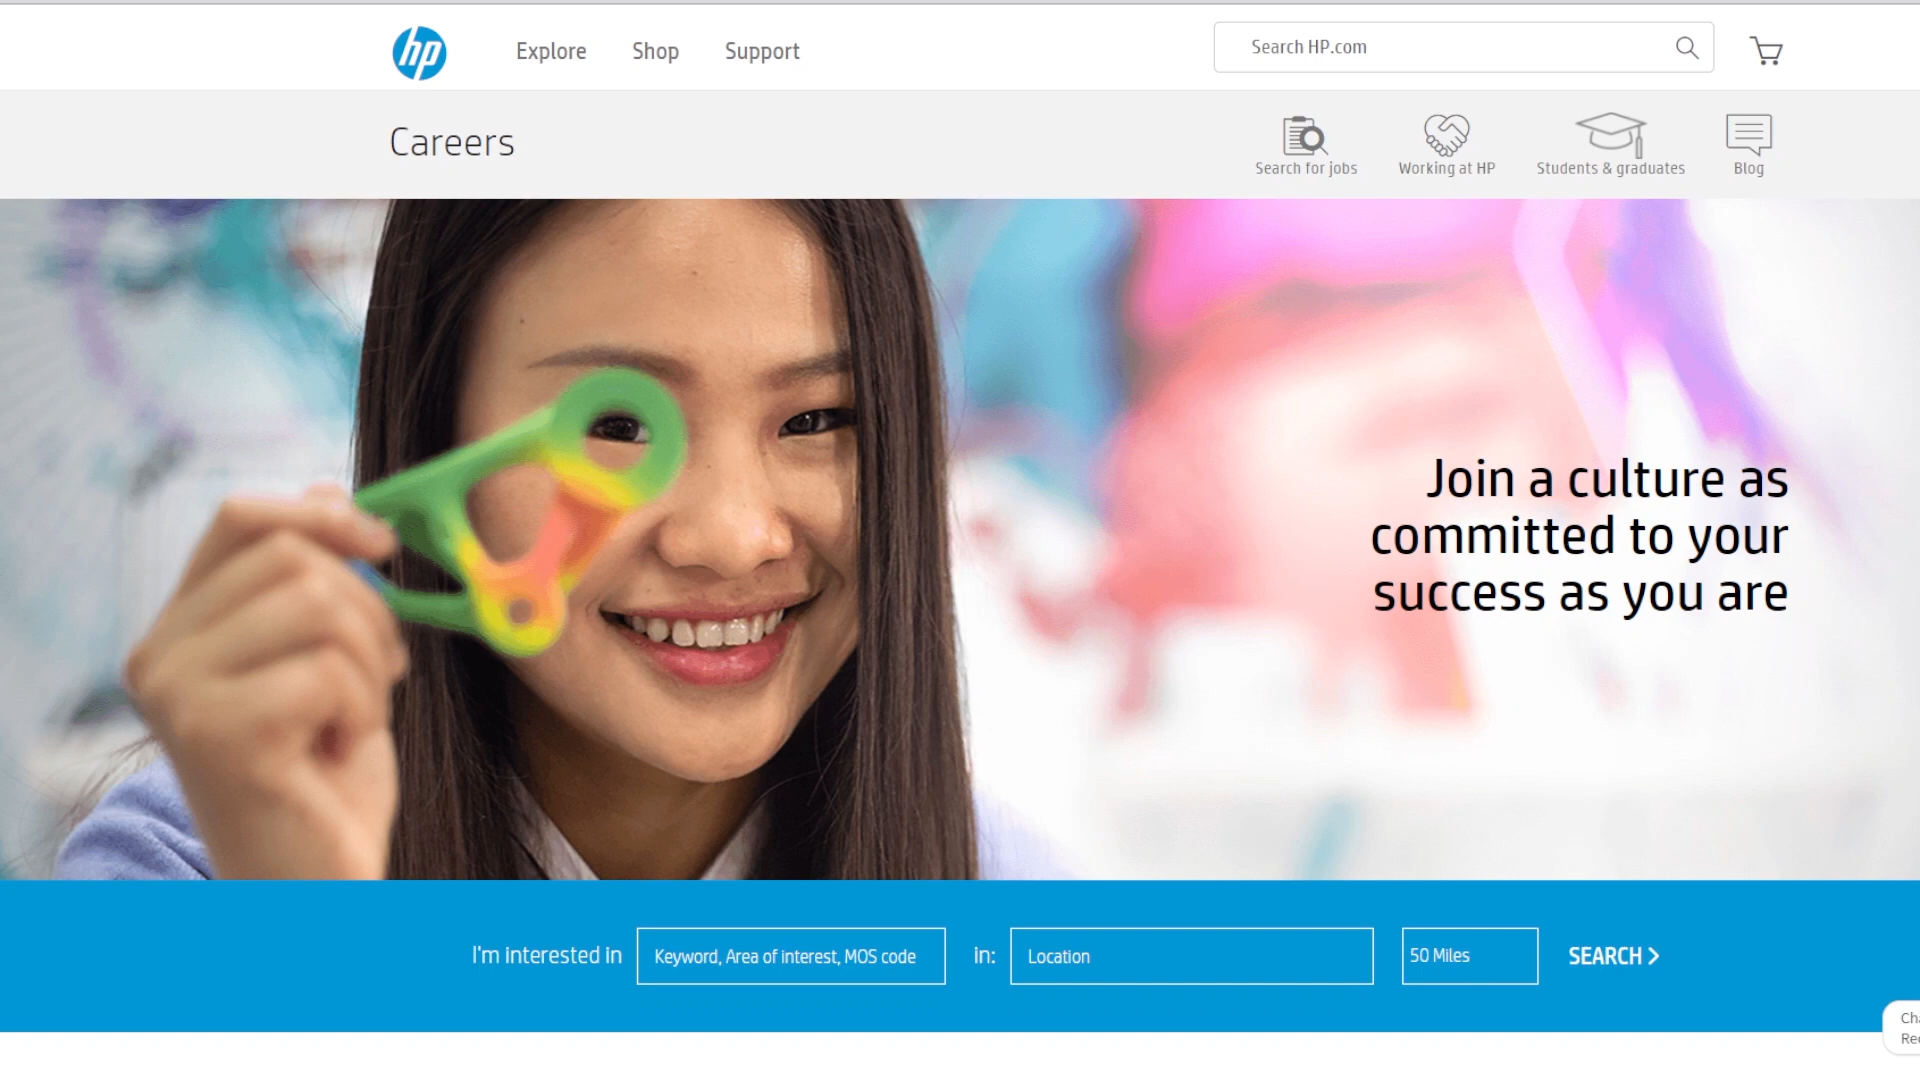 hp
Explore Shop Support
Search HP.com
Careers
Search for jobs Working at HP Students & graduates Blog
Join a culture as
committed to your
success as you are
I'm interested in Keyword, Area of interest, MOS code in: Location 50 Miles SEARCH